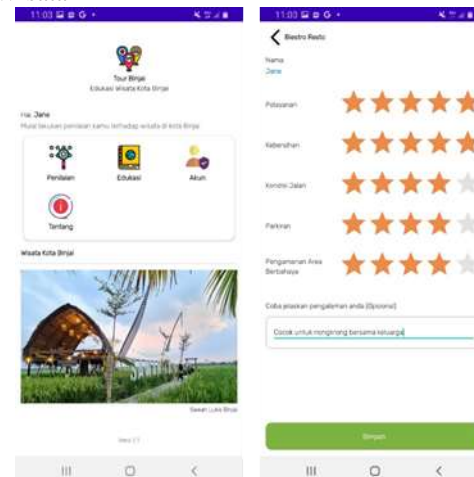 11:03
Tour Binjai
Edukasi Wisata Kota Binjai
Hai Jane
Mulai berikan penilaian kamu terhadap wisata di Kota Binjai
Penilaian
Edukasi
Akun
Tentang
Wisata Kota Binjai
Sawah Lukis Binjai
11:03
Biestro Resto
Nama
Jane
Pelayanan
Kebersihan
Kondisi Jalan
Parkiran
Pengamanan Area
Berbahaya
Coba jelaskan pengalaman anda (Opsional)
Cocok untuk nongkrong bersama keluarga
Simpan